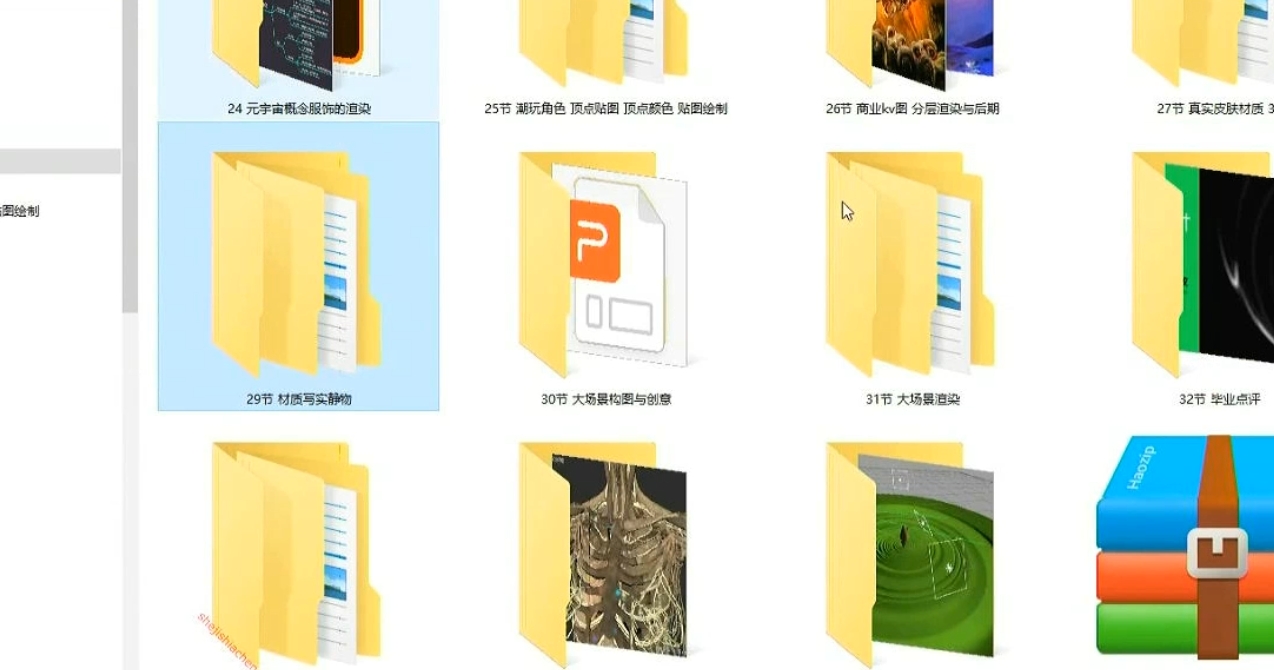 24 元宇宙概念服饰的渲染
25节 潮玩角色 顶点贴图 顶点颜色 贴图绘制
26节 商业kv图 分层渲染与后期
27节 真实皮肤材质 3
图绘制
29节 材质写实静物
30节 大场景构图与创意
31节 大场景渲染
32节 毕业点评
Haozip
shejishiachen